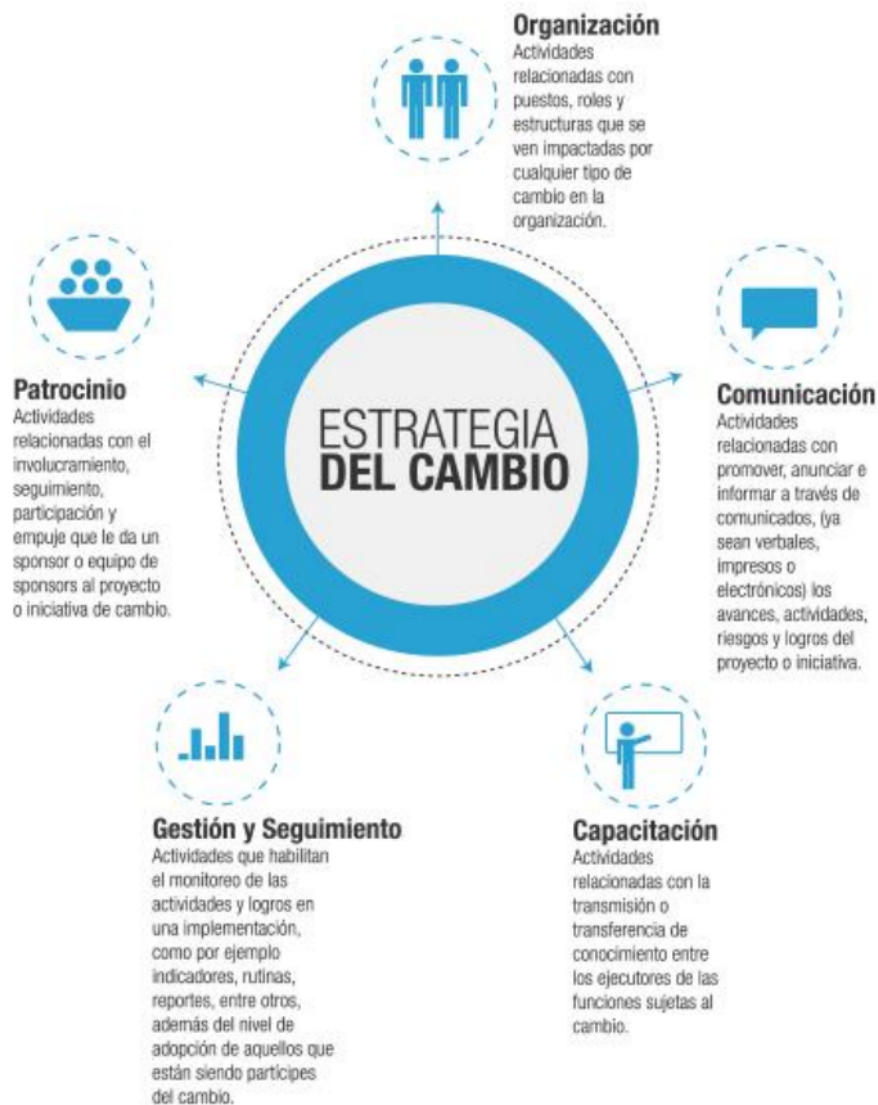 Organización
Actividades
relacionadas con
puestos, roles y
estructuras que se
ven impactadas por
cualquier tipo de
cambio en la
organización.
Patrocinio
Actividades
relacionadas con el
involucramiento,
seguimiento,
participación y
empuje que le da un
sponsor o equipo de
sponsors al proyecto
o iniciativa de cambio.
ESTRATEGIA
DEL CAMBIO
Comunicación
Actividades
relacionadas con
promover, anunciar e
informar a través de
comunicados, (ya
sean verbales,
impresos o
electrónicos) los
avances, actividades,
riesgos y logros del
proyecto o iniciativa.
Gestión y Seguimiento
Actividades que habilitan
el monitoreo de las
actividades y logros en
una implementación,
como por ejemplo
indicadores, rutinas,
reportes, entre otros,
además del nivel de
adopción de aquellos que
están siendo partícipes
del cambio.
Capacitación
Actividades
relacionadas con la
transmisión o
transferencia de
conocimiento entre
los ejecutores de las
funciones sujetas al
cambio.